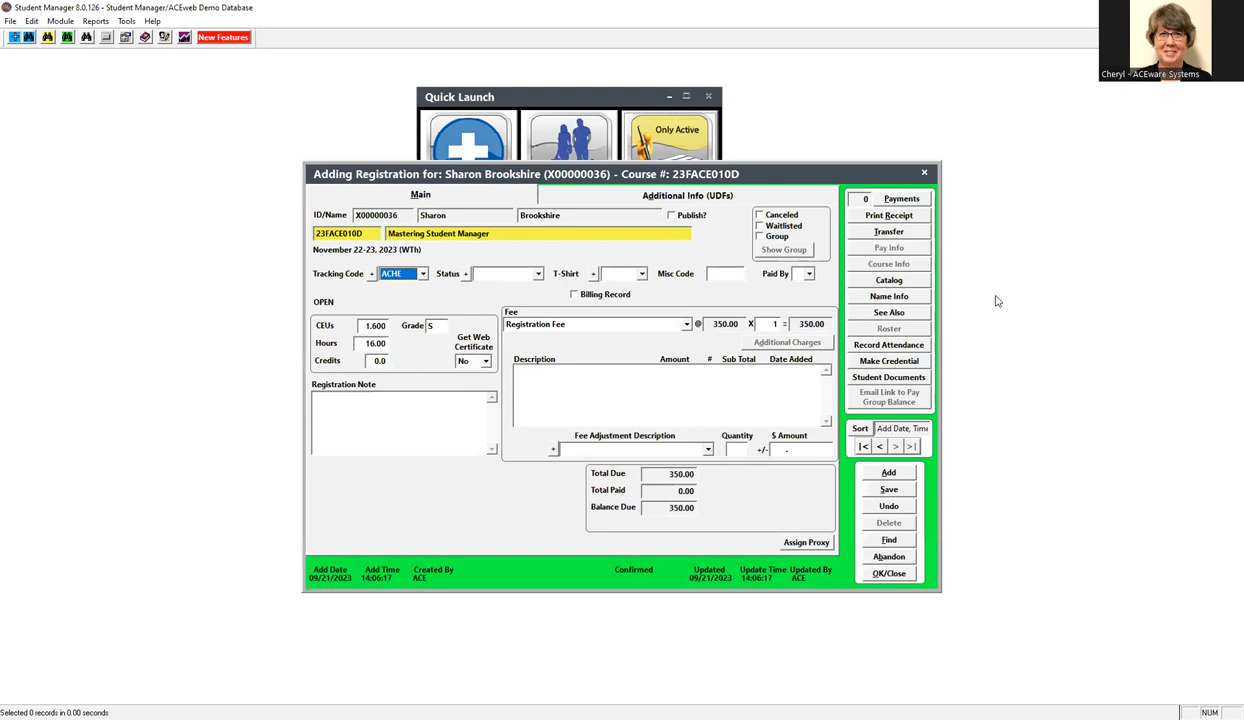 Student Manager 8.0.126 - Student Manager/ACEweb Demo Database
File Edit Module Reports Tools Help
New Features
Cheryl - ACEware Systems
Quick Launch
Only Active
Adding Registration for: Sharon Brookshire (X00000036) - Course #: 23FACE010D
Main
Additional Info (UDFs)
ID/Name X00000036 Sharon Brookshire Publish?
23FACE010D Mastering Student Manager
November 22-23, 2023 (WTh)
Canceled
Waitlisted
Group
Show Group
Tracking Code + ACHE Status + T-Shirt + Misc Code Paid By
Billing Record
OPEN
CEUs 1.600 Grade S
Hours 16.00
Credits 0.0
Get Web
Certificate
No
Registration Note
Fee
Registration Fee @ 350.00 X 1 = 350.00
Additional Charges
Description Amount # Sub Total Date Added
Fee Adjustment Description Quantity $ Amount
+ +/- -
Total Due 350.00
Total Paid 0.00
Balance Due 350.00
Assign Proxy
0 Payments
Print Receipt
Transfer
Pay Info
Course Info
Catalog
Name Info
See Also
Roster
Record Attendance
Make Credential
Student Documents
Email Link to Pay
Group Balance
Sort Add Date, Time
|< < > >|
Add
Save
Undo
Delete
Find
Abandon
OK/Close
Add Date Add Time Created By Confirmed Updated Update Time Updated By
09/21/2023 14:06:17 ACE 09/21/2023 14:06:17 ACE
Selected 0 records in 0.00 seconds
NUM